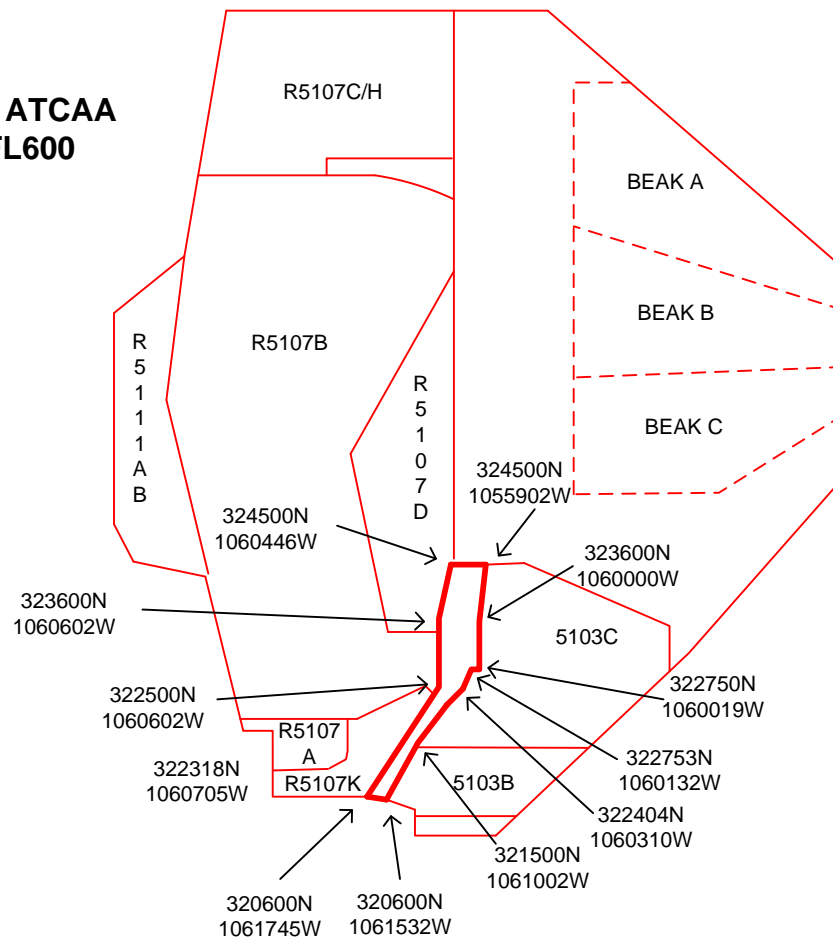 R5107C/H
ATCAA
FL600
BEAK A
R5107B
BEAK B
R
5
1
1
1
A
B
R
5
1
0
7
D
BEAK C
324500N
1055902W
324500N
1060446W
323600N
1060000W
323600N
1060602W
5103C
322500N
1060602W
322750N
1060019W
R5107
A
322318N
1060705W
R5107K
5103B
322753N
1060132W
322404N
1060310W
321500N
1061002W
320600N
1061745W
320600N
1061532W